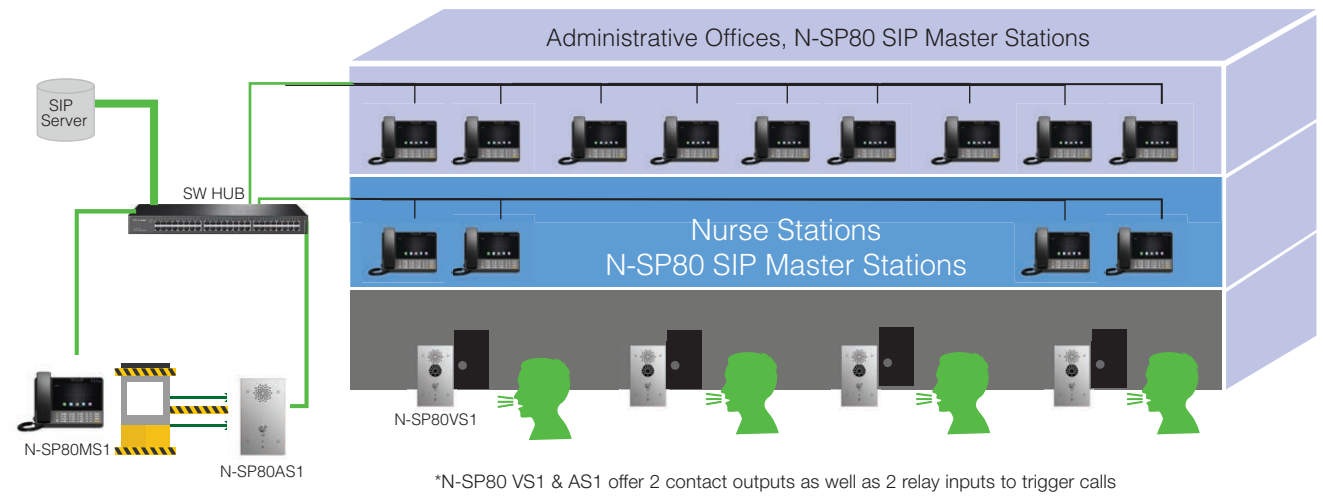 Administrative Offices, N-SP80 SIP Master Stations
SIP
Server
SW HUB
Nurse Stations
N-SP80 SIP Master Stations
N-SP80VS1
N-SP80MS1
N-SP80AS1
*N-SP80 VS1 & AS1 offer 2 contact outputs as well as 2 relay inputs to trigger calls